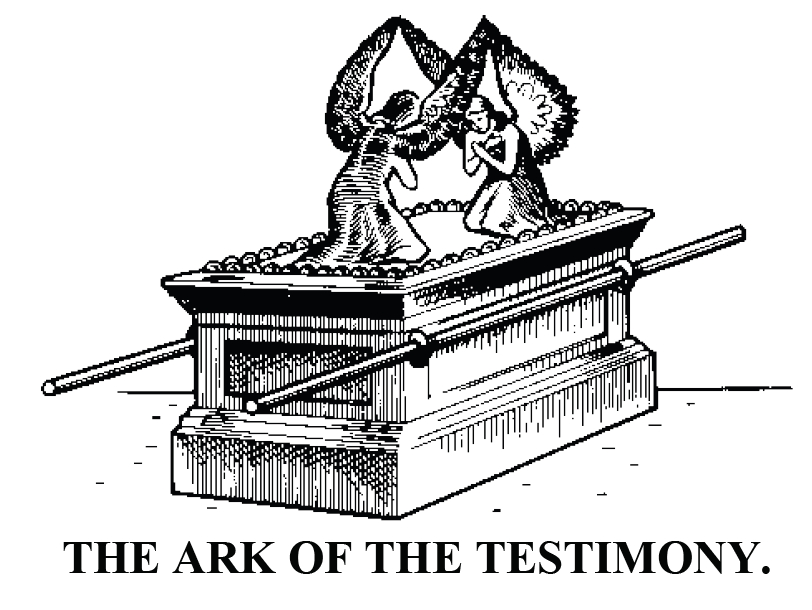 THE ARK OF THE TESTIMONY.